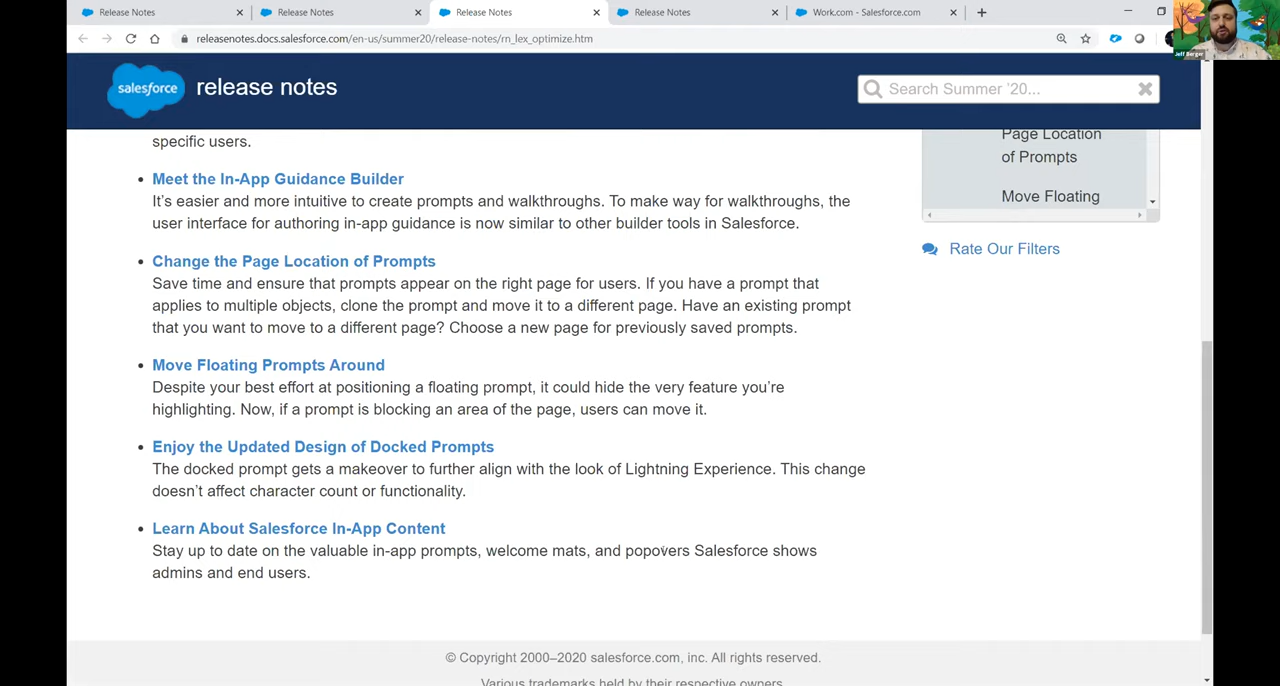 Release Notes
Release Notes
Release Notes
Release Notes
Work.com - Salesforce.com
releasenotes.docs.salesforce.com/en-us/summer20/release-notes/rn_lex_optimize.htm
Jeff Berger
salesforce
release notes
Search Summer '20...
specific users.
Page Location
of Prompts
Move Floating
Rate Our Filters
Meet the In-App Guidance Builder
It's easier and more intuitive to create prompts and walkthroughs. To make way for walkthroughs, the
user interface for authoring in-app guidance is now similar to other builder tools in Salesforce.
Change the Page Location of Prompts
Save time and ensure that prompts appear on the right page for users. If you have a prompt that
applies to multiple objects, clone the prompt and move it to a different page. Have an existing prompt
that you want to move to a different page? Choose a new page for previously saved prompts.
Move Floating Prompts Around
Despite your best effort at positioning a floating prompt, it could hide the very feature you're
highlighting. Now, if a prompt is blocking an area of the page, users can move it.
Enjoy the Updated Design of Docked Prompts
The docked prompt gets a makeover to further align with the look of Lightning Experience. This change
doesn't affect character count or functionality.
Learn About Salesforce In-App Content
Stay up to date on the valuable in-app prompts, welcome mats, and popovers Salesforce shows
admins and end users.
© Copyright 2000–2020 salesforce.com, inc. All rights reserved.
Various trademarks held by their respective owners.